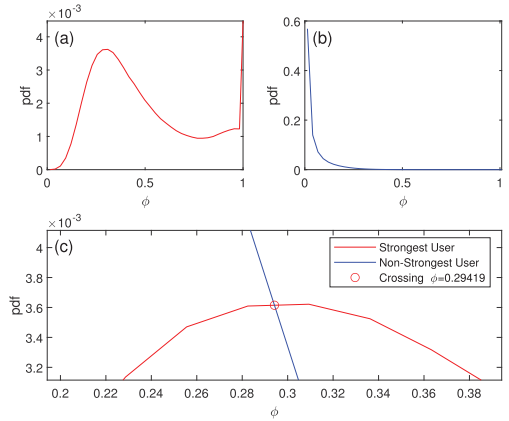 ×10⁻³
(a)
4
3
2
1
0
pdf
0
0.5
1
ϕ
(b)
0.6
0.4
0.2
0
pdf
0
0.5
1
ϕ
×10⁻³
(c)
4
3.8
3.6
3.4
3.2
pdf
Strongest User
Non-Strongest User
Crossing ϕ=0.29419
0.2
0.22
0.24
0.26
0.28
0.3
0.32
0.34
0.36
0.38
ϕ